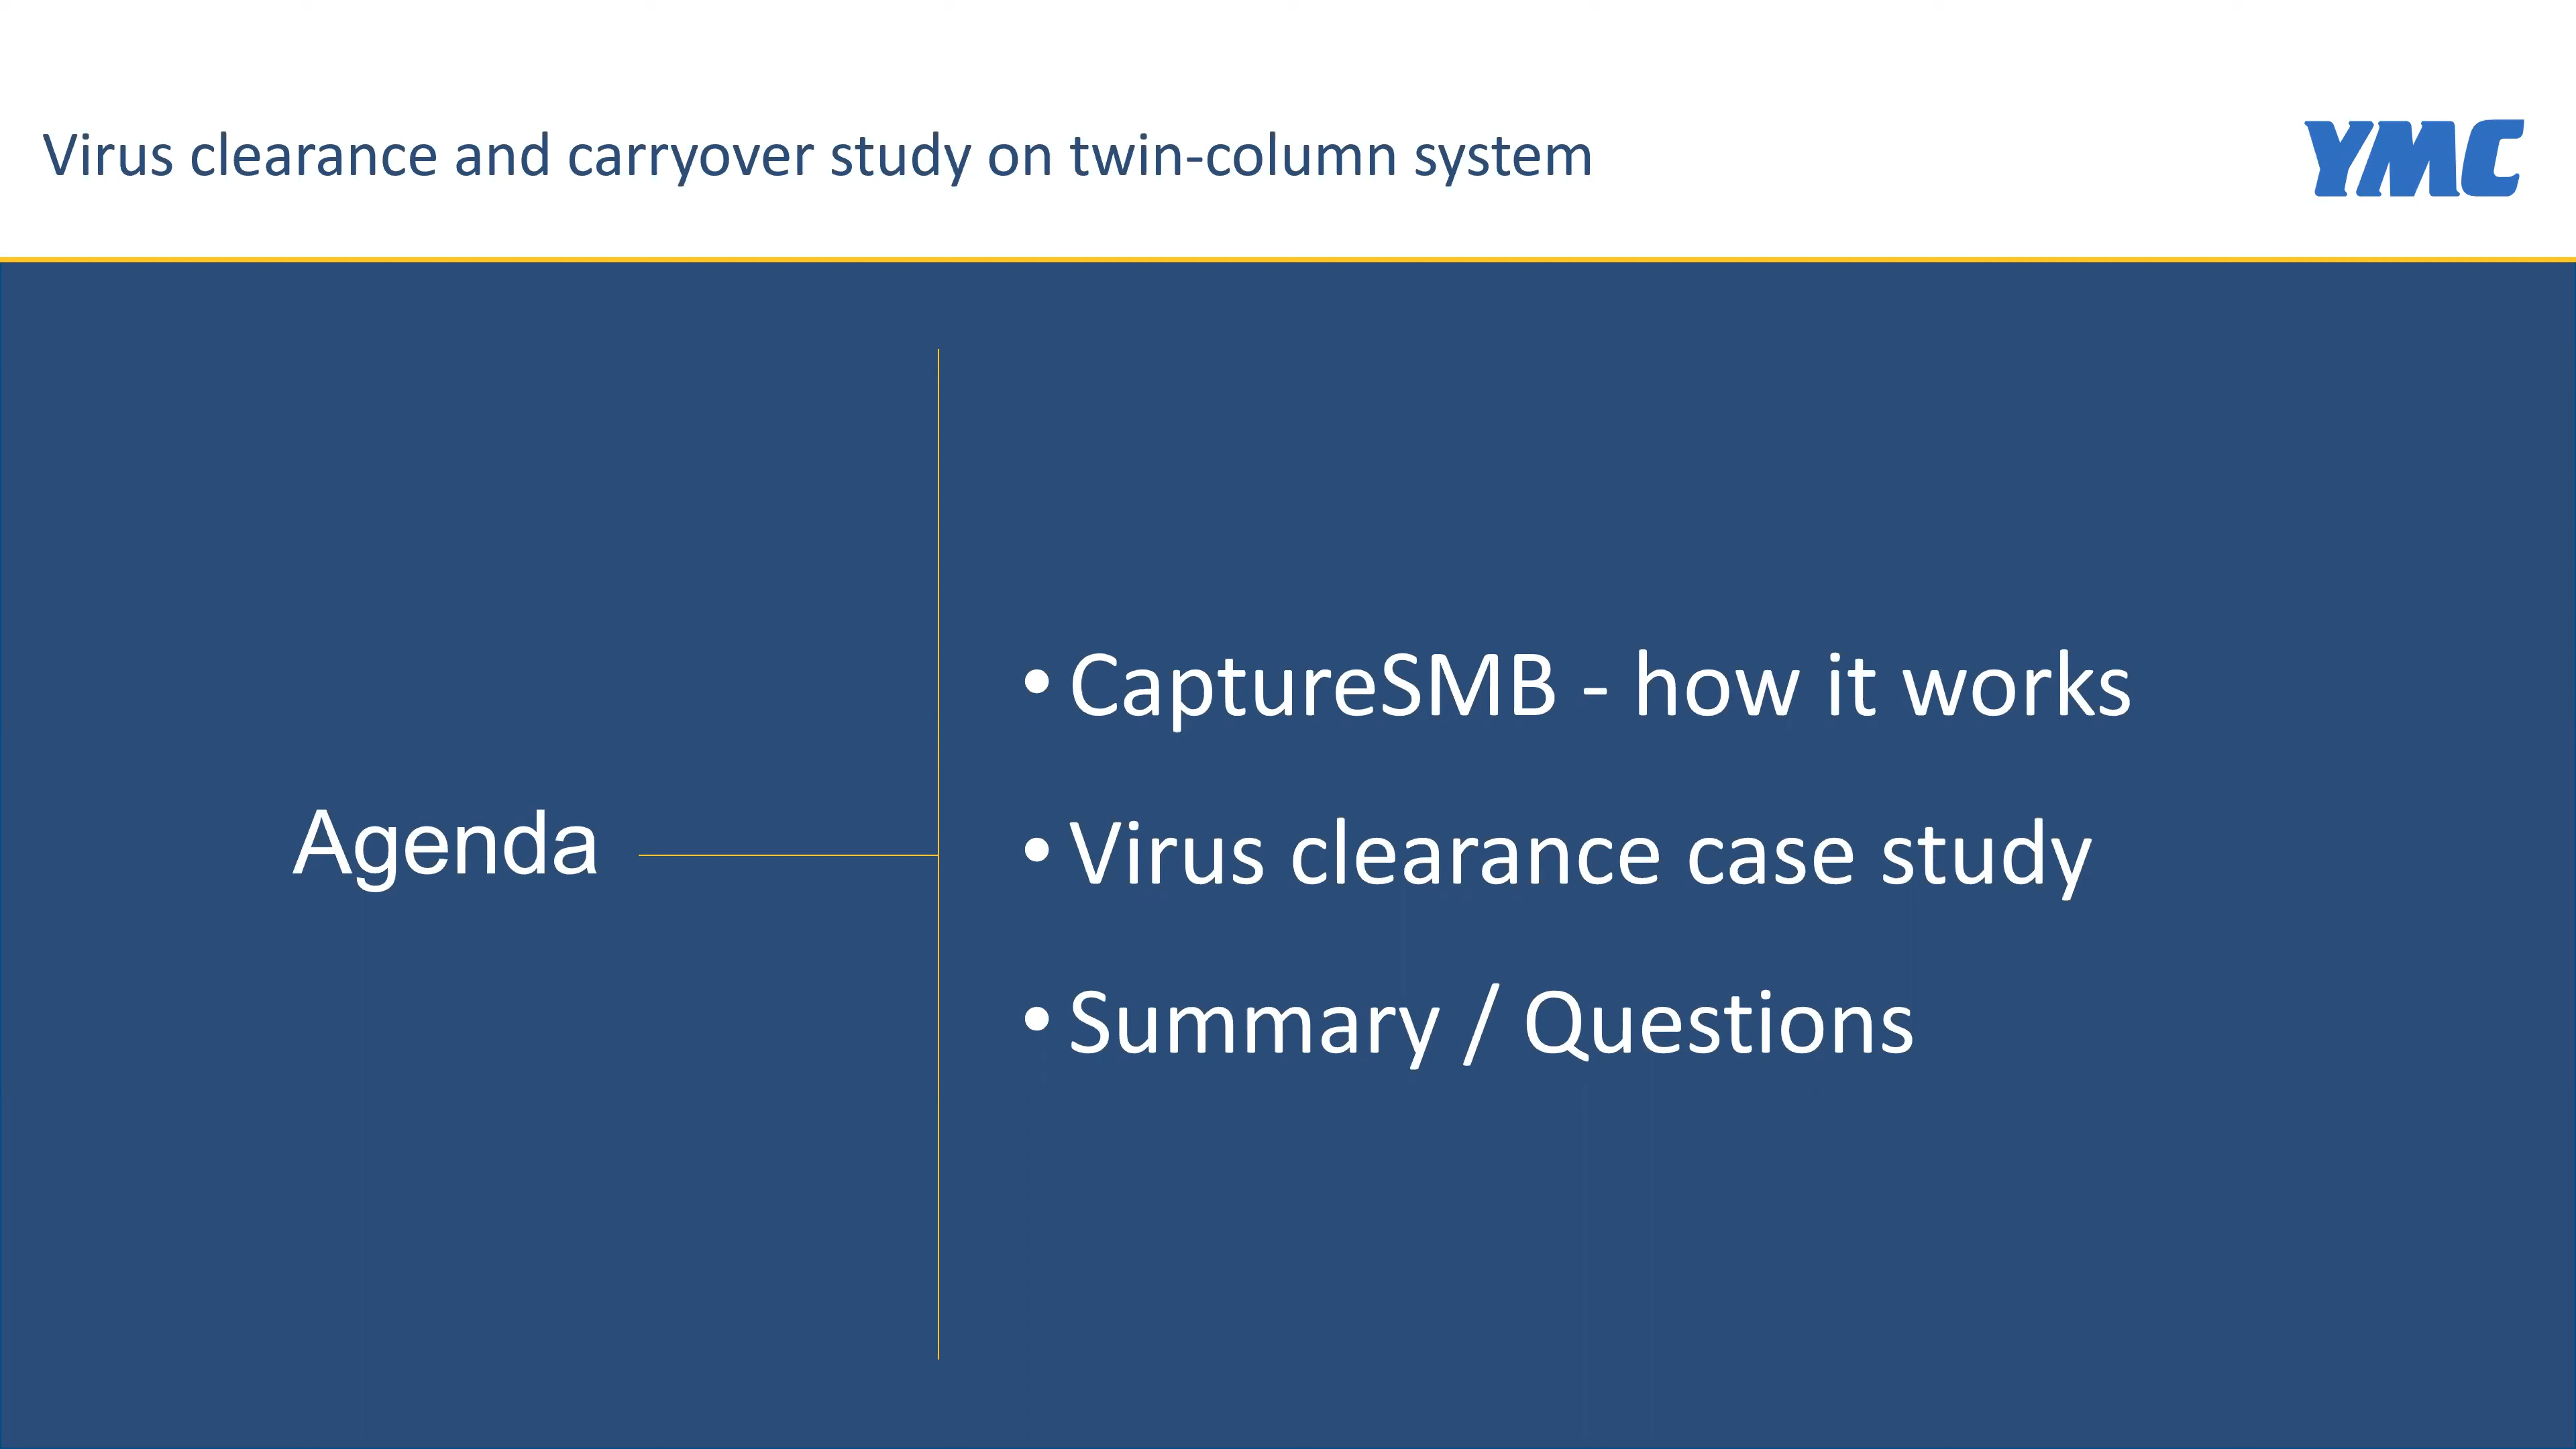 Virus clearance and carryover study on twin-column system
YMC
Agenda
• CaptureSMB - how it works
• Virus clearance case study
• Summary / Questions